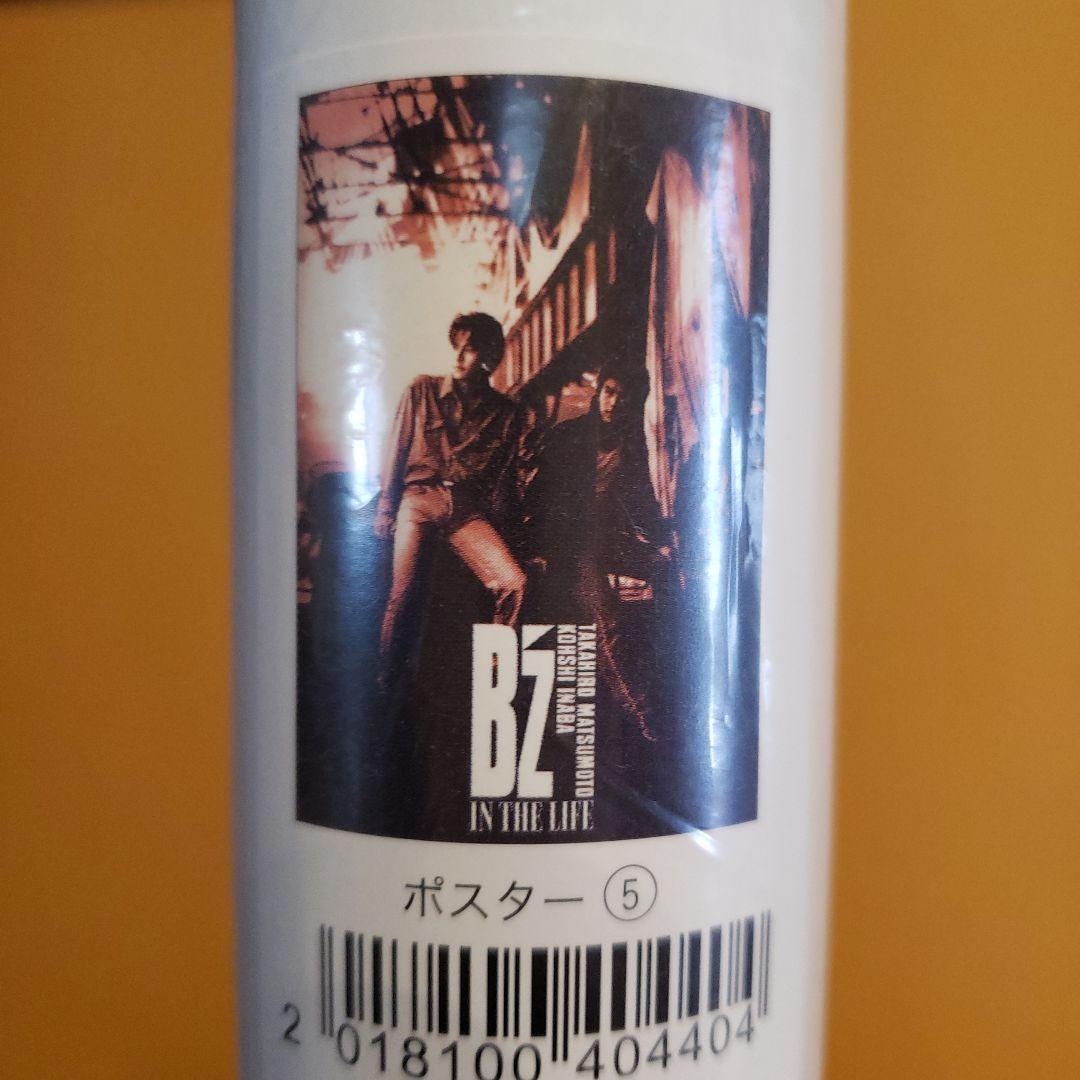 B'z
TAKAHIRO MATSUMOTO
KOHSHI INABA
IN THE LIFE
ポスター ⑤
2 018100 404404